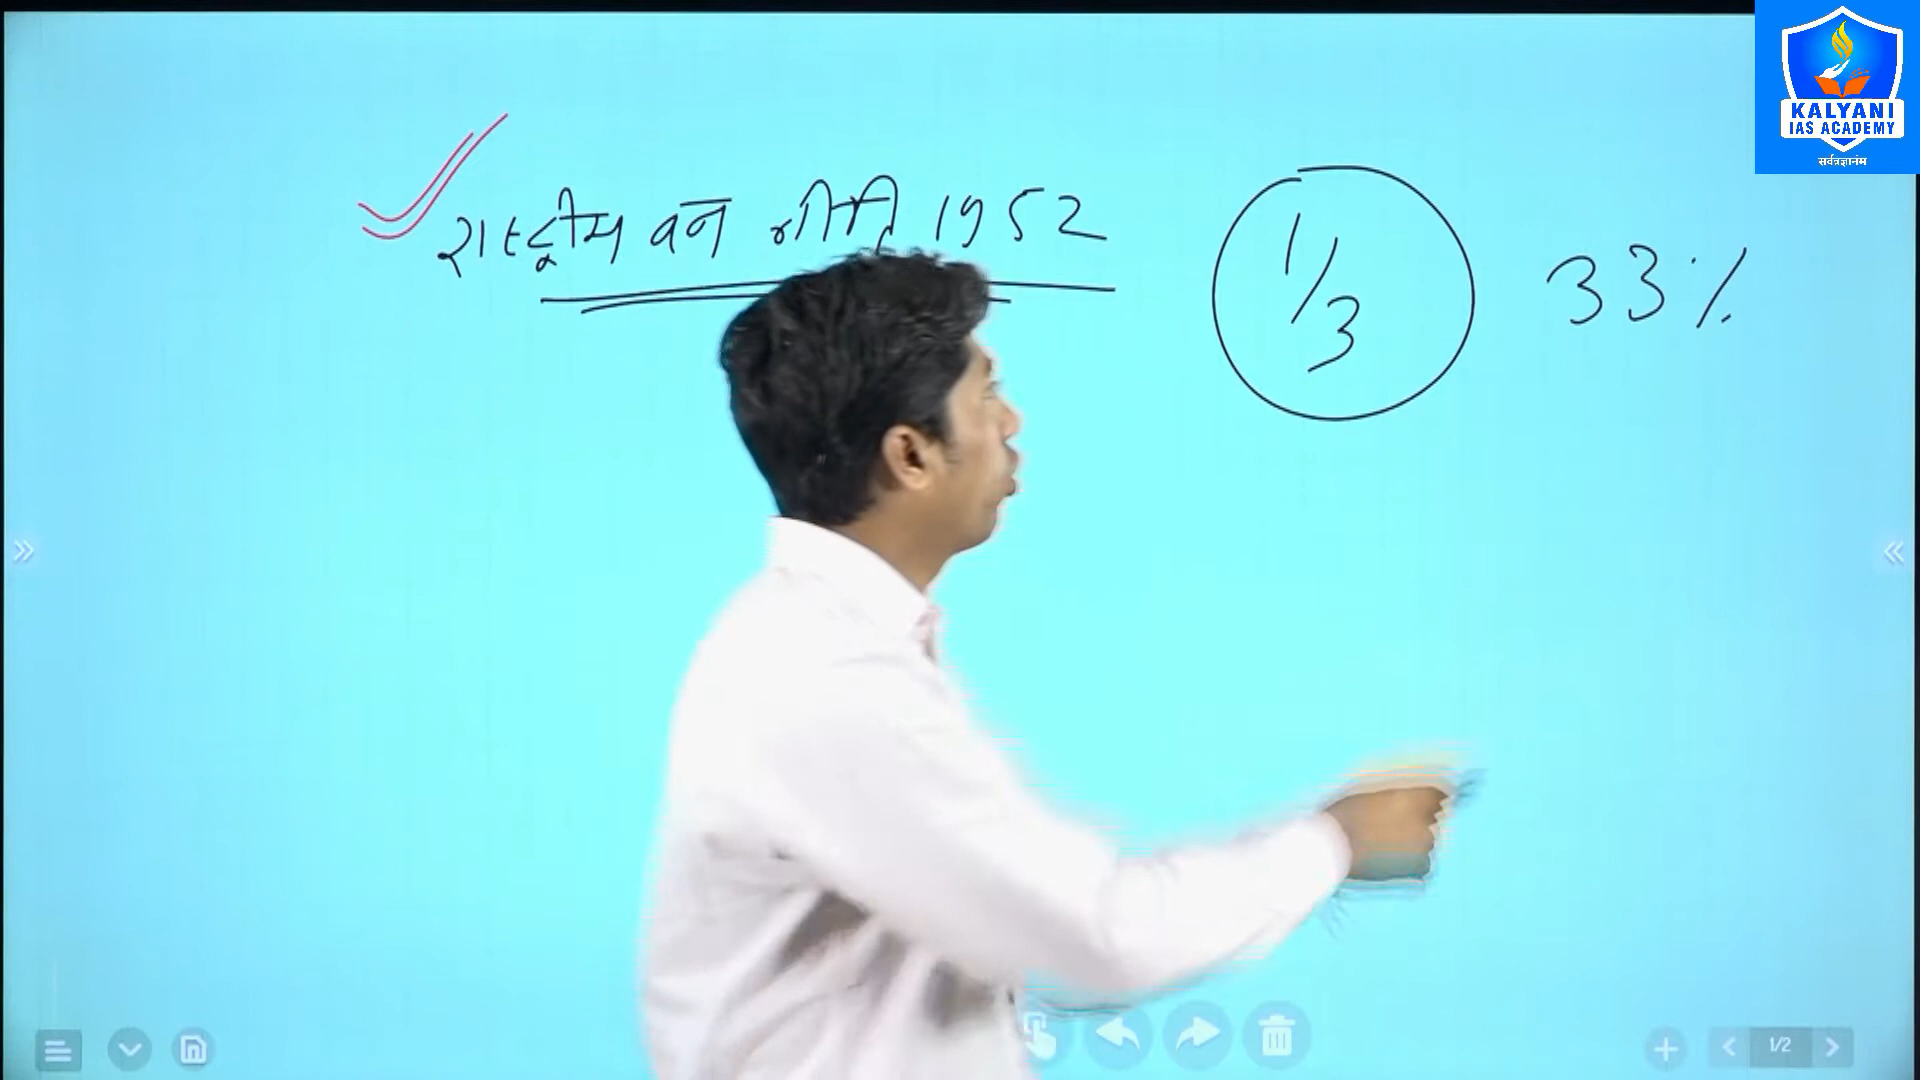 राष्ट्रीय वन नीति 1952
1/3
33%
KALYANI
IAS ACADEMY
सर्वत्रज्ञानंम
1/2